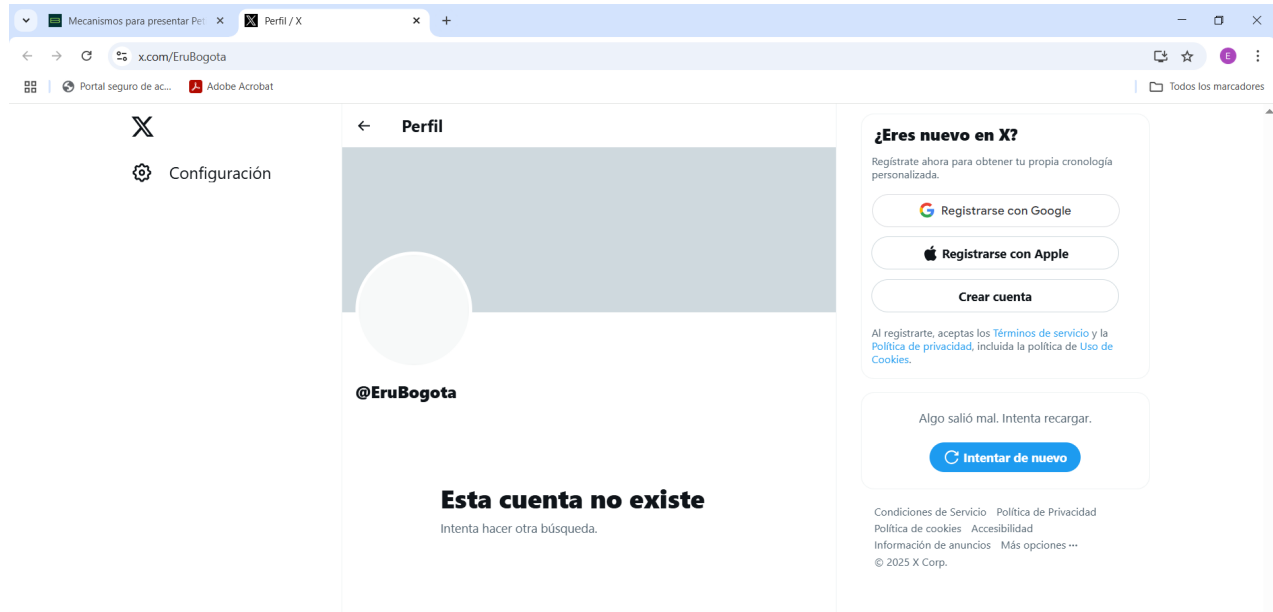 Mecanismos para presentar Pet
Perfil / X
x.com/EruBogota
E
Portal seguro de ac...
Adobe Acrobat
Todos los marcadores
Configuración
Perfil
@EruBogota
Esta cuenta no existe
Intenta hacer otra búsqueda.
¿Eres nuevo en X?
Regístrate ahora para obtener tu propia cronología
personalizada.
Registrarse con Google
Registrarse con Apple
Crear cuenta
Al registrarte, aceptas los Términos de servicio y la
Política de privacidad, incluida la política de Uso de
Cookies.
Algo salió mal. Intenta recargar.
Intentar de nuevo
Condiciones de Servicio Política de Privacidad
Política de cookies Accesibilidad
Información de anuncios Más opciones ···
© 2025 X Corp.